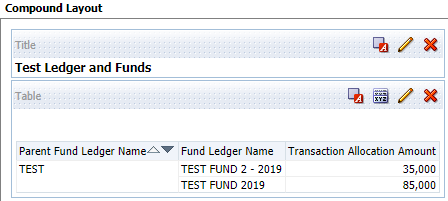 Compound Layout
Title
Test Ledger and Funds
Table
XYZ
Parent Fund Ledger Name Fund Ledger Name Transaction Allocation Amount
TEST TEST FUND 2 - 2019 35,000
TEST FUND 2019 85,000